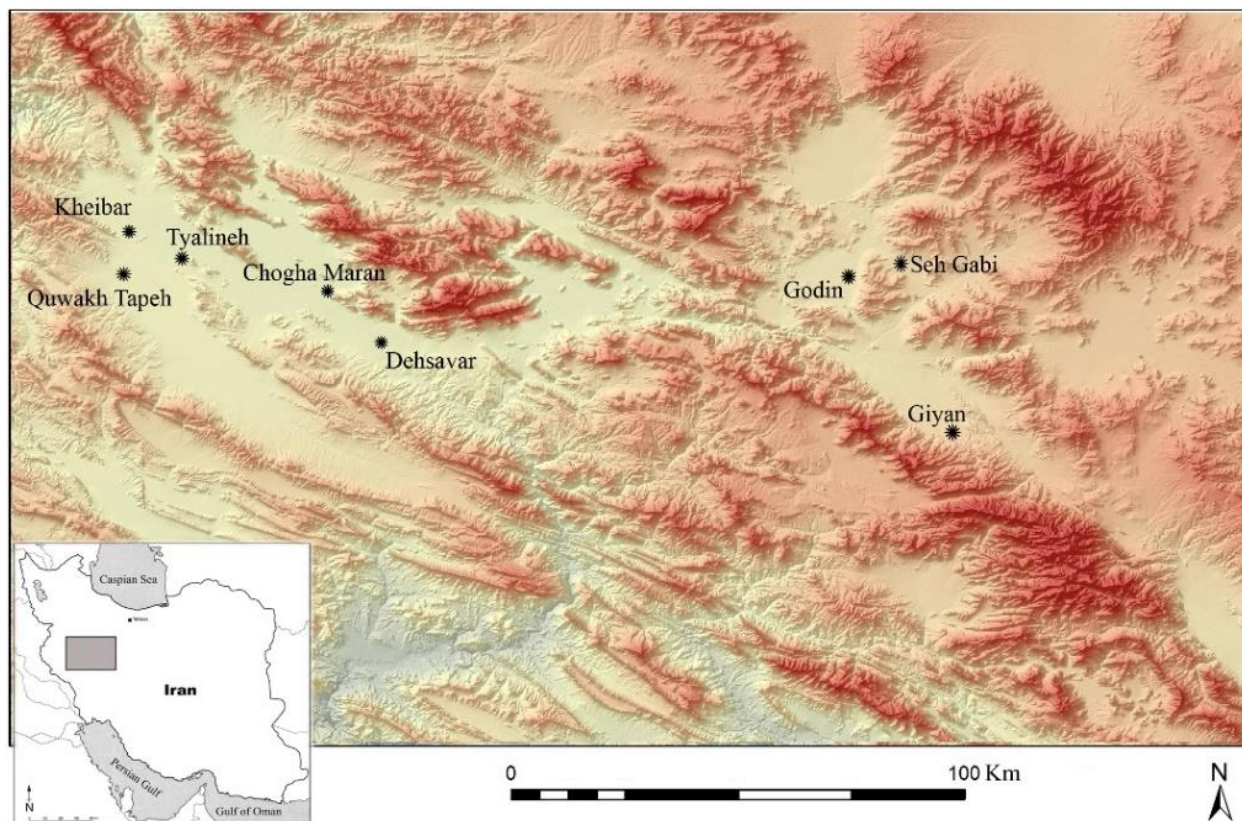 Kheibar
Tyalineh
Quwakh Tapeh
Chogha Maran
Dehsavar
Godin
Seh Gabi
Giyan
Caspian Sea
Iran
Persian Gulf
Gulf of Oman
N
0 100 Km
N